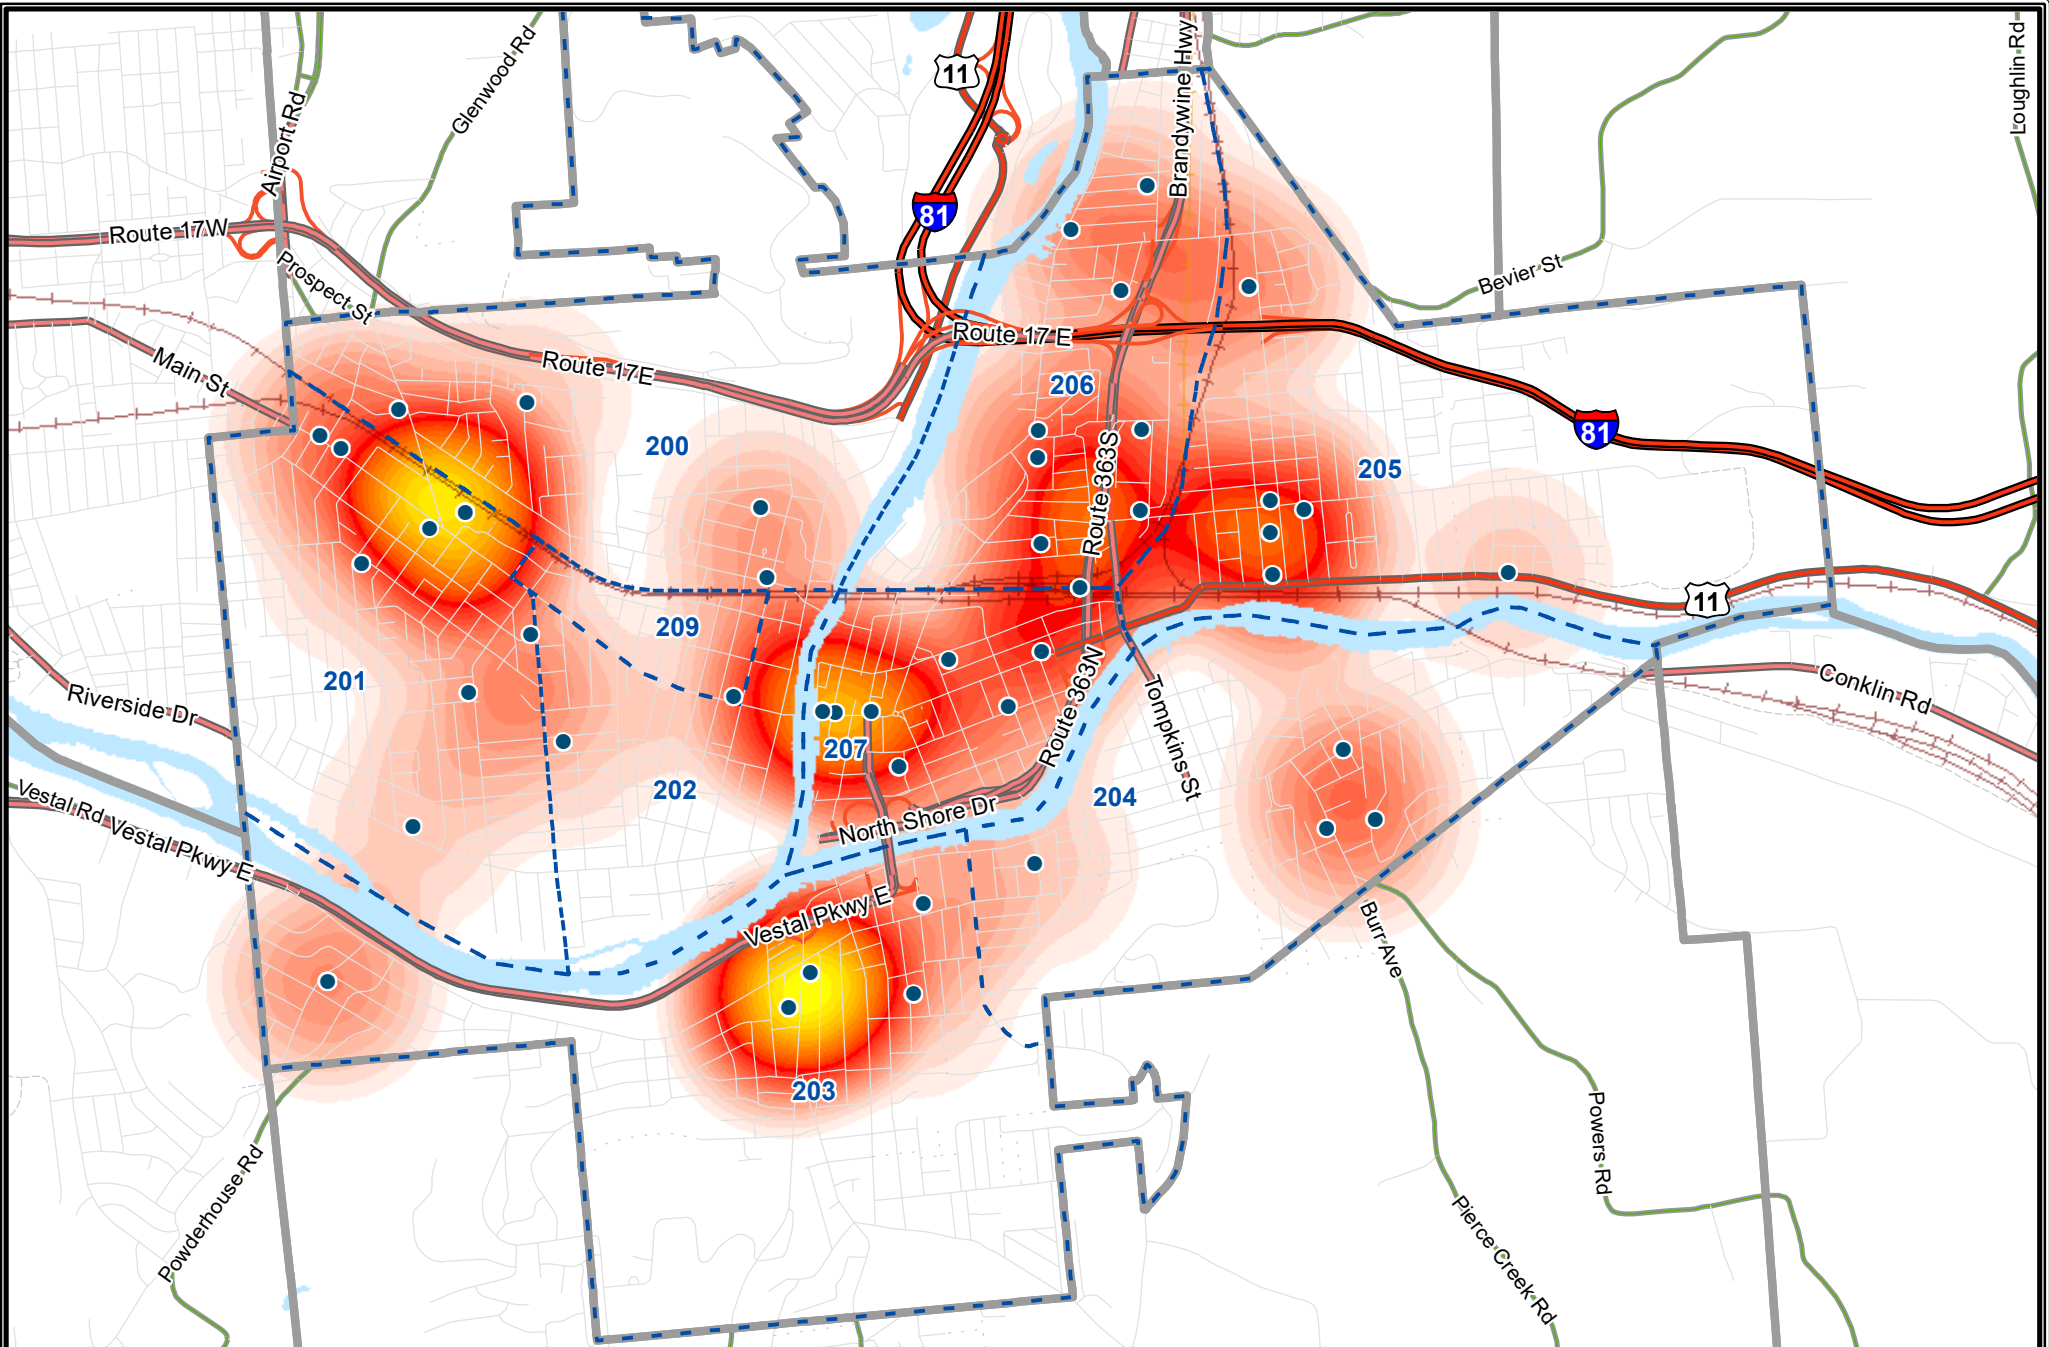 11
Brandywine Hwy
Loughlin Rd
Glenwood Rd
Airport Rd
81
Route 17W
Prospect St
Bevier St
Route 17 E
Main St
Route 17E
206
81
200
205
Route 363S
11
209
201
Riverside Dr
Conklin Rd
Route 363N
Tompkins St
207
202
204
Vestal Rd
Vestal Pkwy E
North Shore Dr
Vestal Pkwy E
Burr Ave
203
Powers Rd
Powderhouse Rd
Pierce Creek Rd